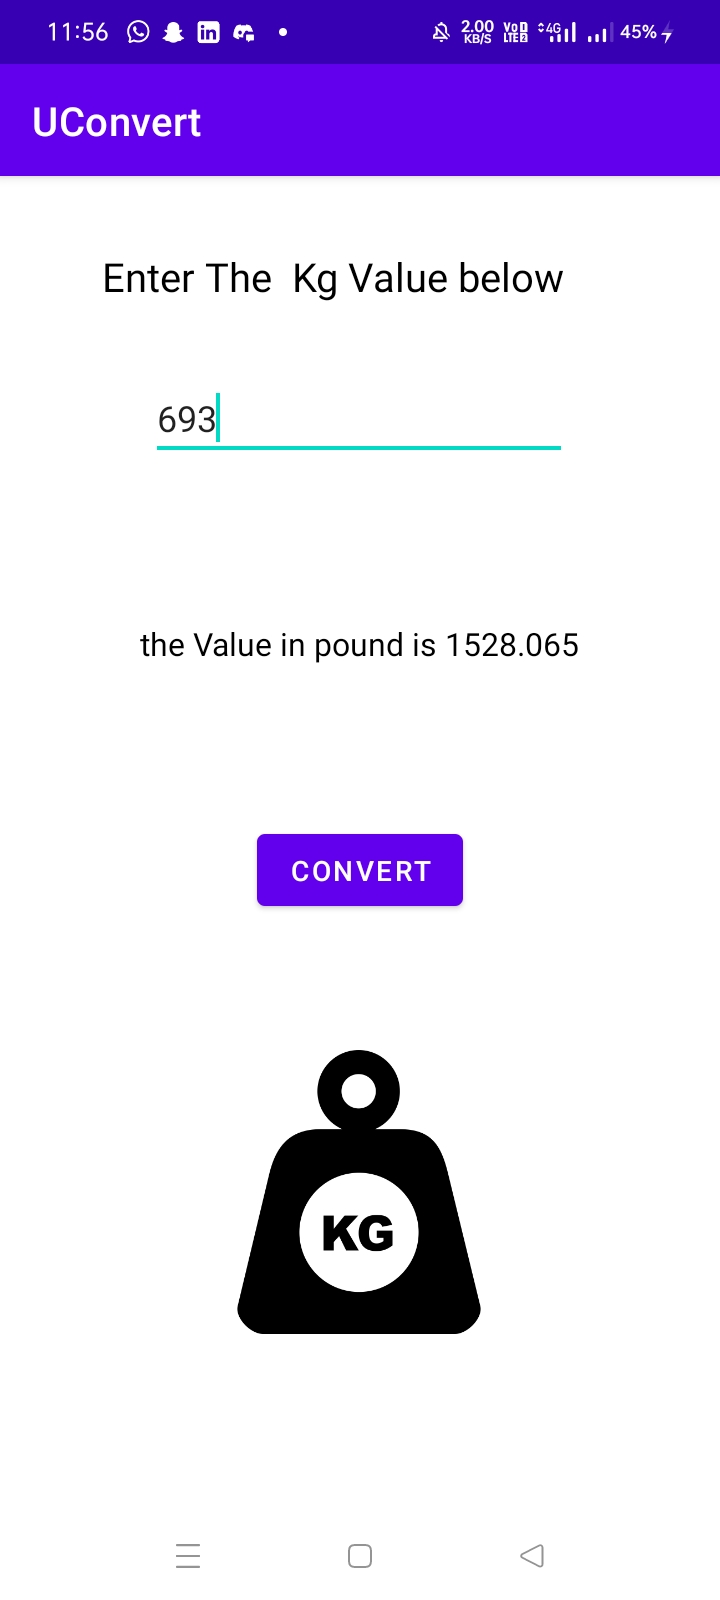 11:56 2.00 KB/S VoD LTE2 4G 45%
UConvert
Enter The  Kg Value below
693
the Value in pound is 1528.065
CONVERT
KG